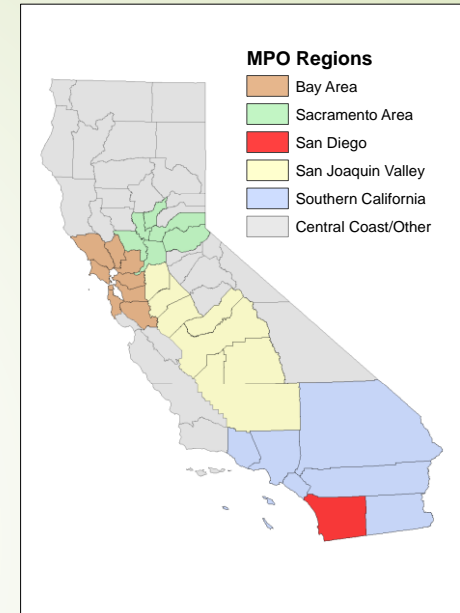 MPO Regions
Bay Area
Sacramento Area
San Diego
San Joaquin Valley
Southern California
Central Coast/Other